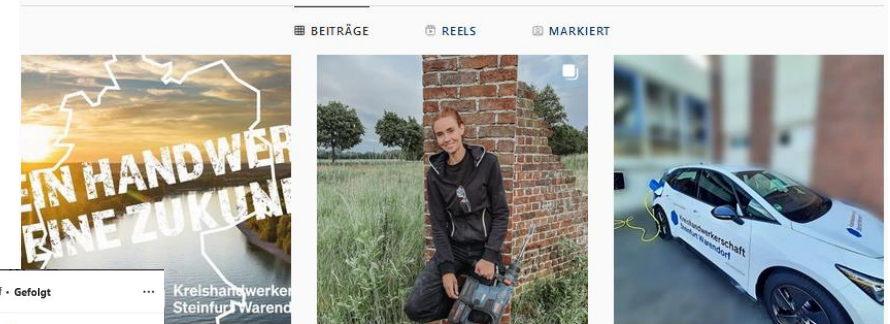 BEITRÄGE
REELS
MARKIERT
EIN HANDWER
EINE ZUKUN
Kreishandwerker
Steinfurt Warend
Gefolgt
...
Kreishandwerkerschaft
Steinfurt Warendorf